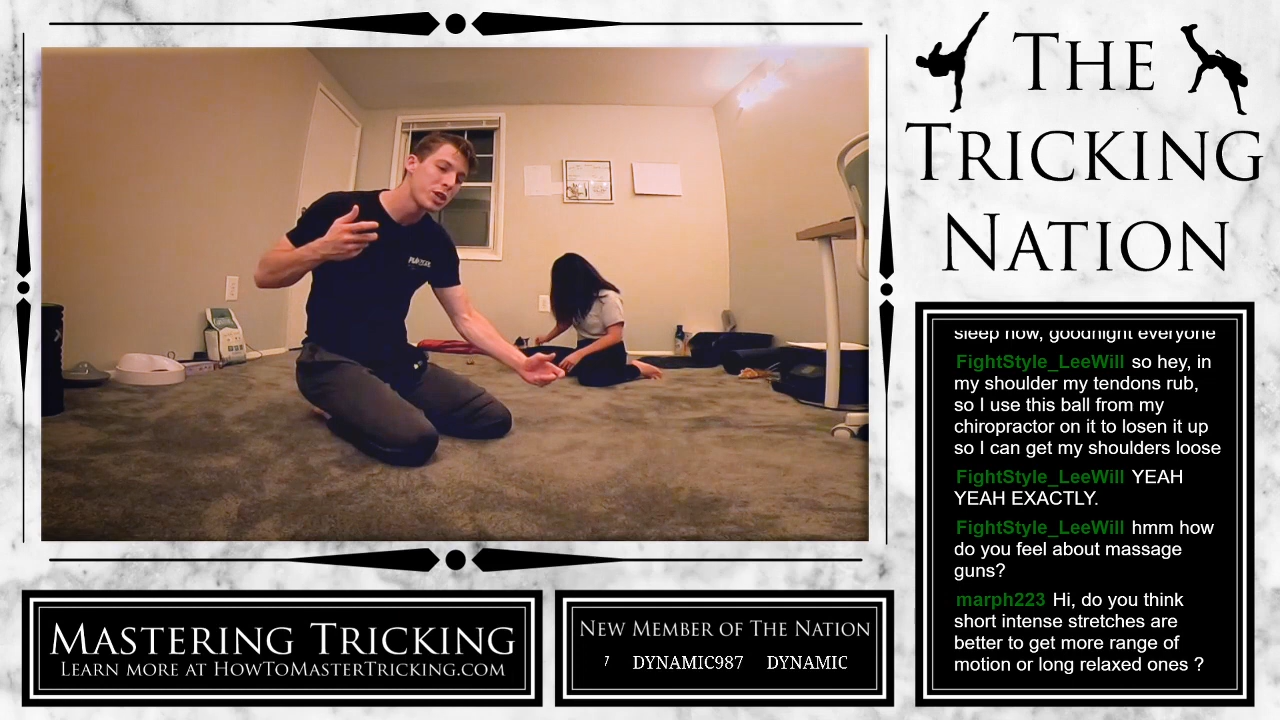 THE
TRICKING
NATION
sleep now, goodnight everyone
FightStyle_LeeWill so hey, in
my shoulder my tendons rub,
so I use this ball from my
chiropractor on it to losen it up
so I can get my shoulders loose
FightStyle_LeeWill YEAH
YEAH EXACTLY.
FightStyle_LeeWill hmm how
do you feel about massage
guns?
marph223 Hi, do you think
short intense stretches are
better to get more range of
motion or long relaxed ones ?
MASTERING TRICKING
LEARN MORE AT HOWTOMASTERTRICKING.COM
NEW MEMBER OF THE NATION
7 DYNAMIC987 DYNAMIC